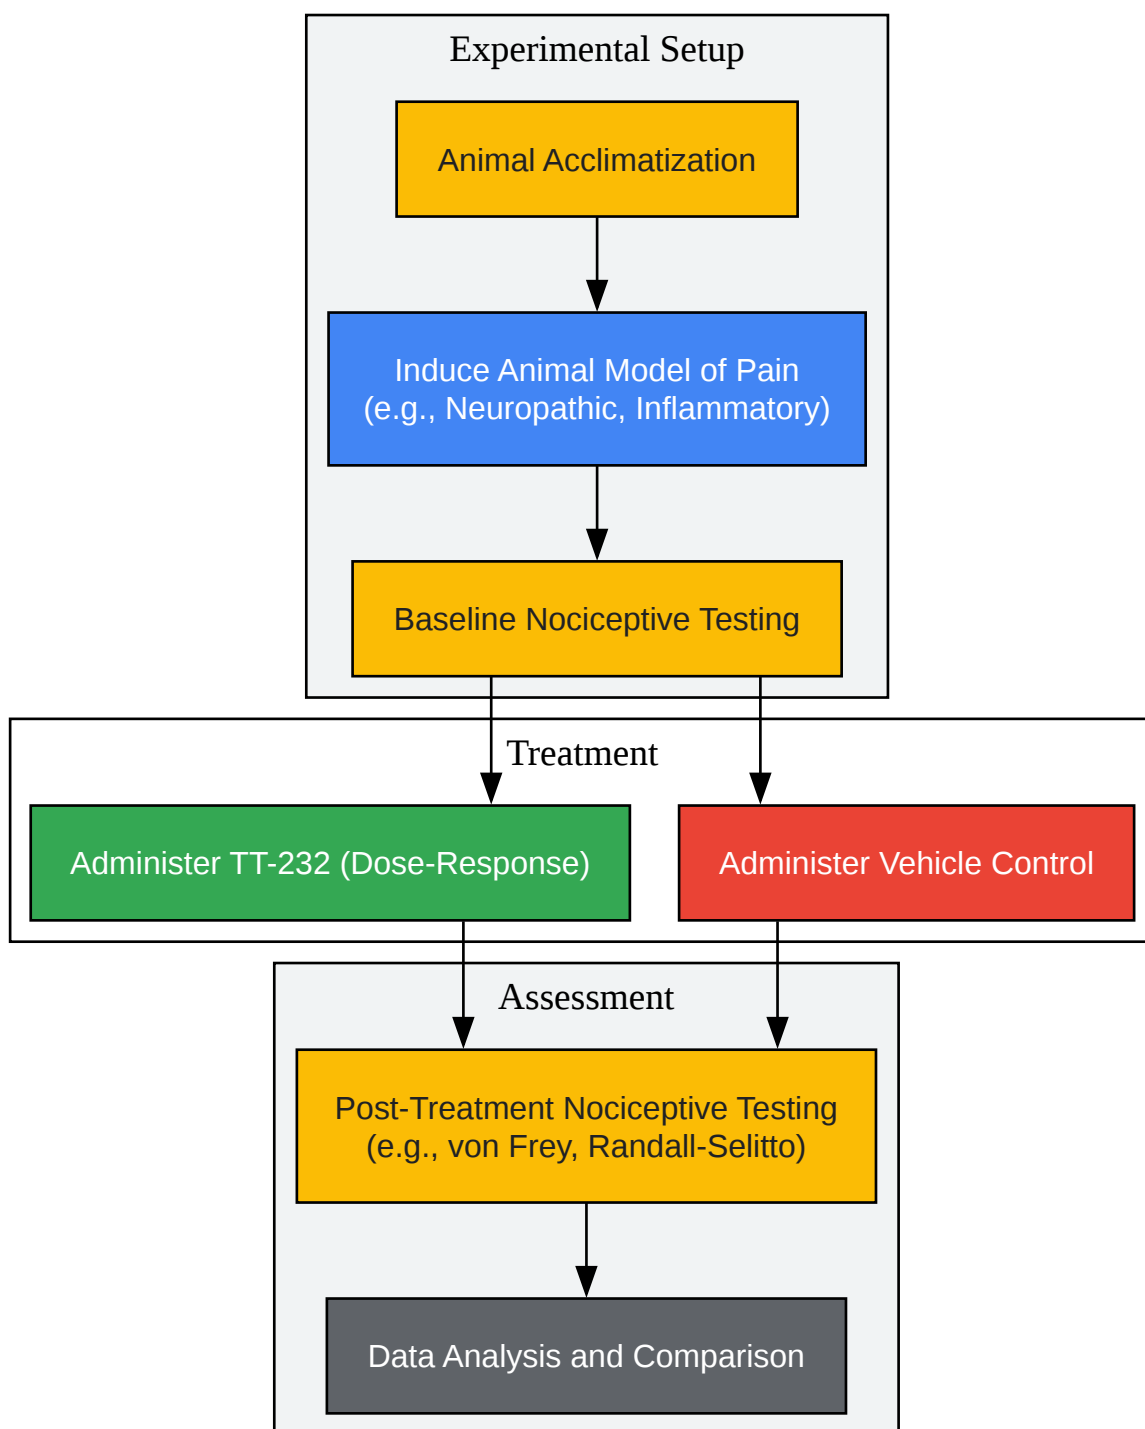 Experimental Setup
Animal Acclimatization
Induce Animal Model of Pain
(e.g., Neuropathic, Inflammatory)
Baseline Nociceptive Testing
Treatment
Administer TT-232 (Dose-Response)
Administer Vehicle Control
Assessment
Post-Treatment Nociceptive Testing
(e.g., von Frey, Randall-Selitto)
Data Analysis and Comparison